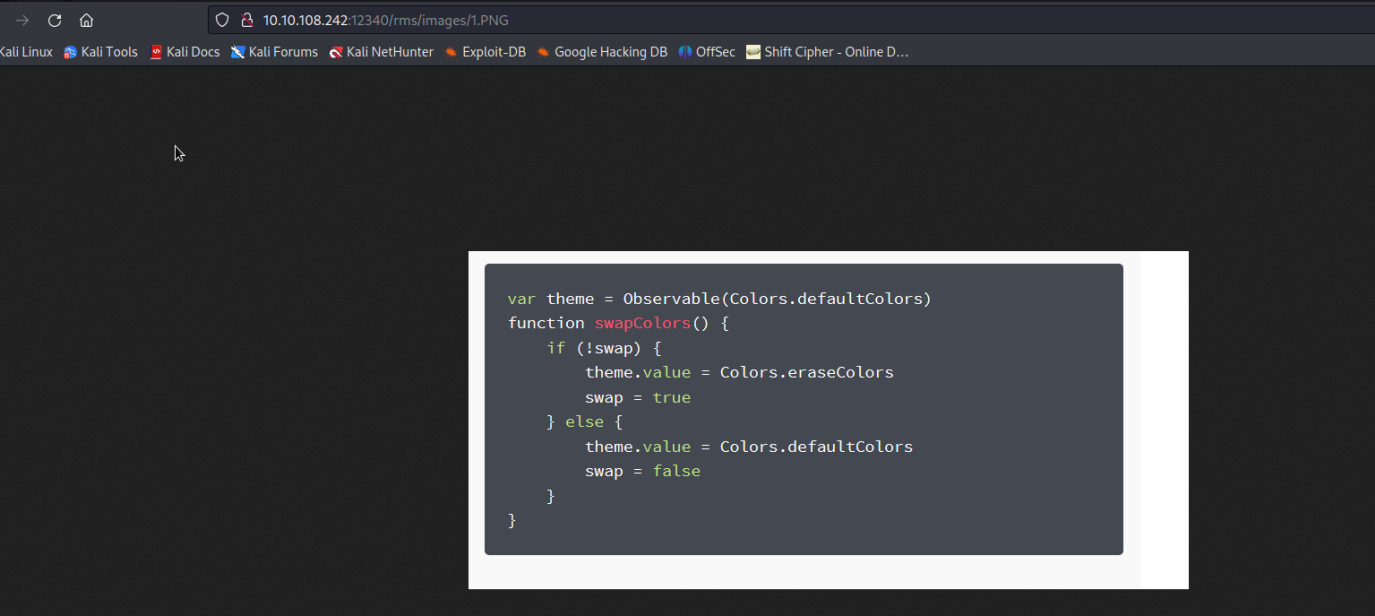 10.10.108.242:12340/rms/images/1.PNG
Kali Linux Kali Tools Kali Docs Kali Forums Kali NetHunter Exploit-DB Google Hacking DB OffSec Shift Cipher - Online D…
var theme = Observable(Colors.defaultColors)
function swapColors() {
    if (!swap) {
        theme.value = Colors.eraseColors
        swap = true
    } else {
        theme.value = Colors.defaultColors
        swap = false
    }
}